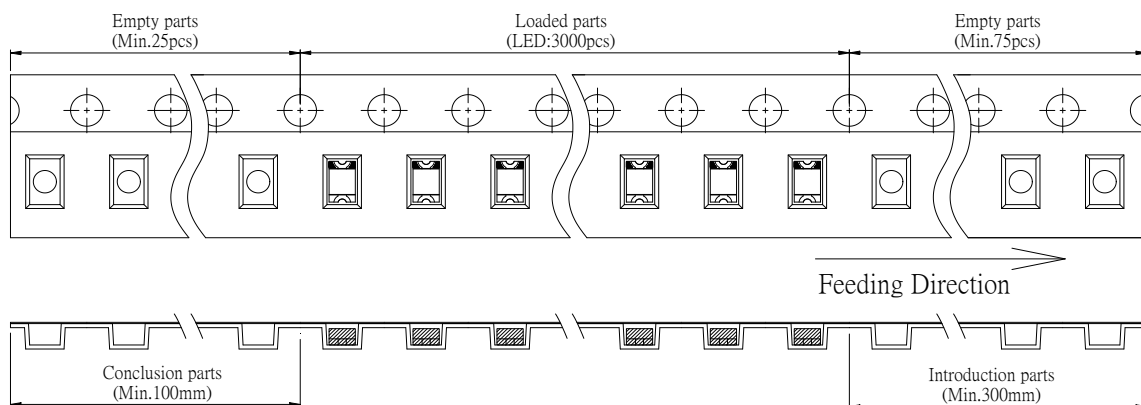 Empty parts
(Min.25pcs)
Loaded parts
(LED:3000pcs)
Empty parts
(Min.75pcs)
Feeding Direction
Conclusion parts
(Min.100mm)
Introduction parts
(Min.300mm)